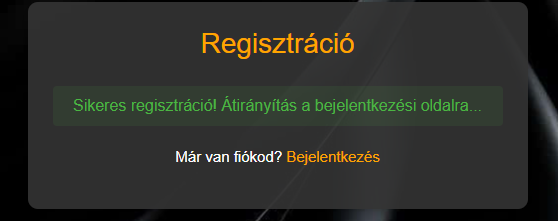 Regisztráció
Sikeres regisztráció! Átirányítás a bejelentkezési oldalra...
Már van fiókod? Bejelentkezés